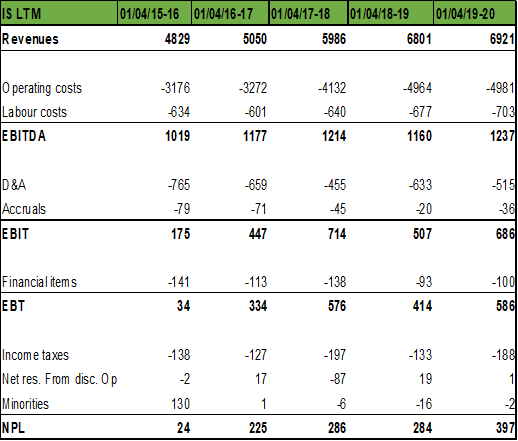 IS LTM 01/04/15-16 01/04/16-17 01/04/17-18 01/04/18-19 01/04/19-20
Revenues 4829 5050 5986 6801 6921
Operating costs -3176 -3272 -4132 -4964 -4981
Labour costs -634 -601 -640 -677 -703
EBITDA 1019 1177 1214 1160 1237
D&A -765 -659 -455 -633 -515
Accruals -79 -71 -45 -20 -36
EBIT 175 447 714 507 686
Financial items -141 -113 -138 -93 -100
EBT 34 334 576 414 586
Income taxes -138 -127 -197 -133 -188
Net res. From disc. Op -2 17 -87 19 1
Minorities 130 1 -6 -16 -2
NPL 24 225 286 284 397